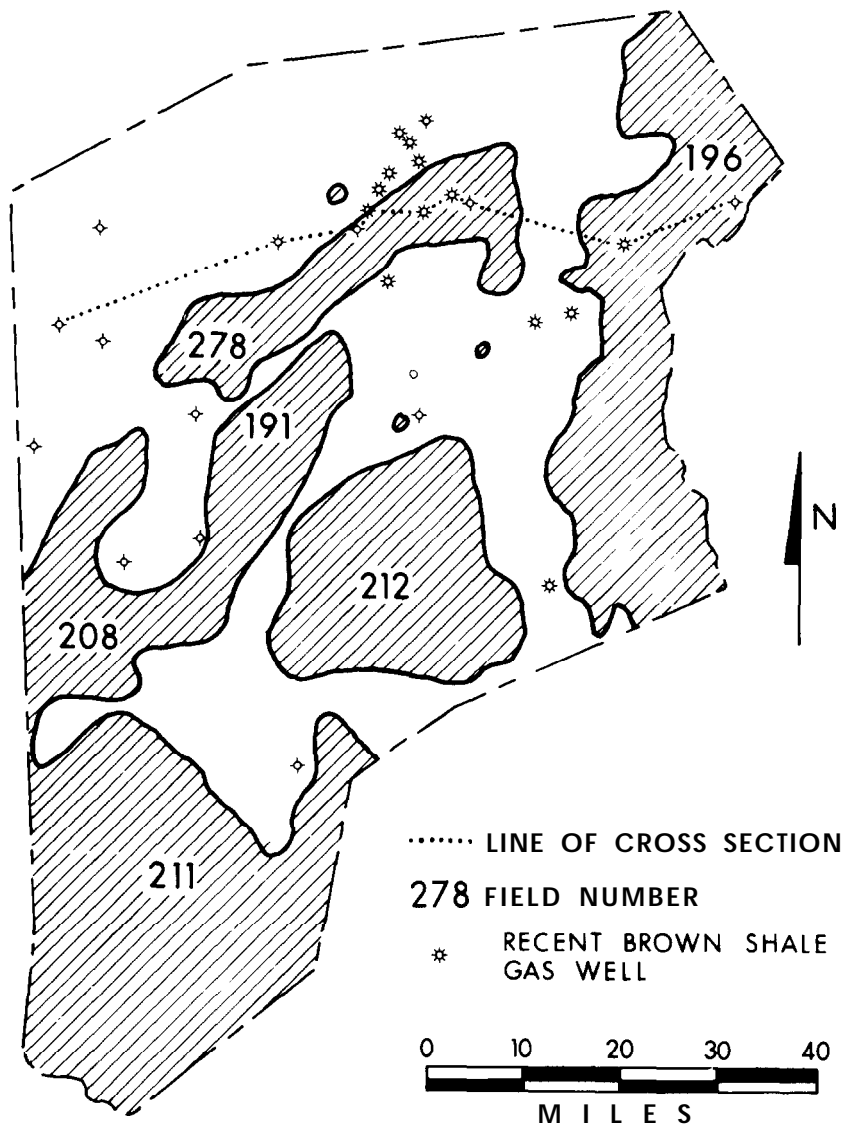 196
278
191
N
212
208
211
LINE OF CROSS SECTION
278 FIELD NUMBER
RECENT BROWN SHALE
GAS WELL
0 10 20 30 40
MILES